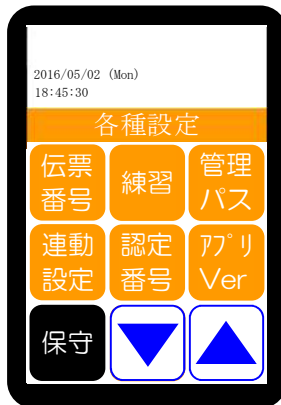 2016/05/02 (Mon)
18:45:30
各種設定
伝票
番号
練習
管理
パス
連動
設定
認定
番号
ｱﾌﾟﾘ
Ver
保守